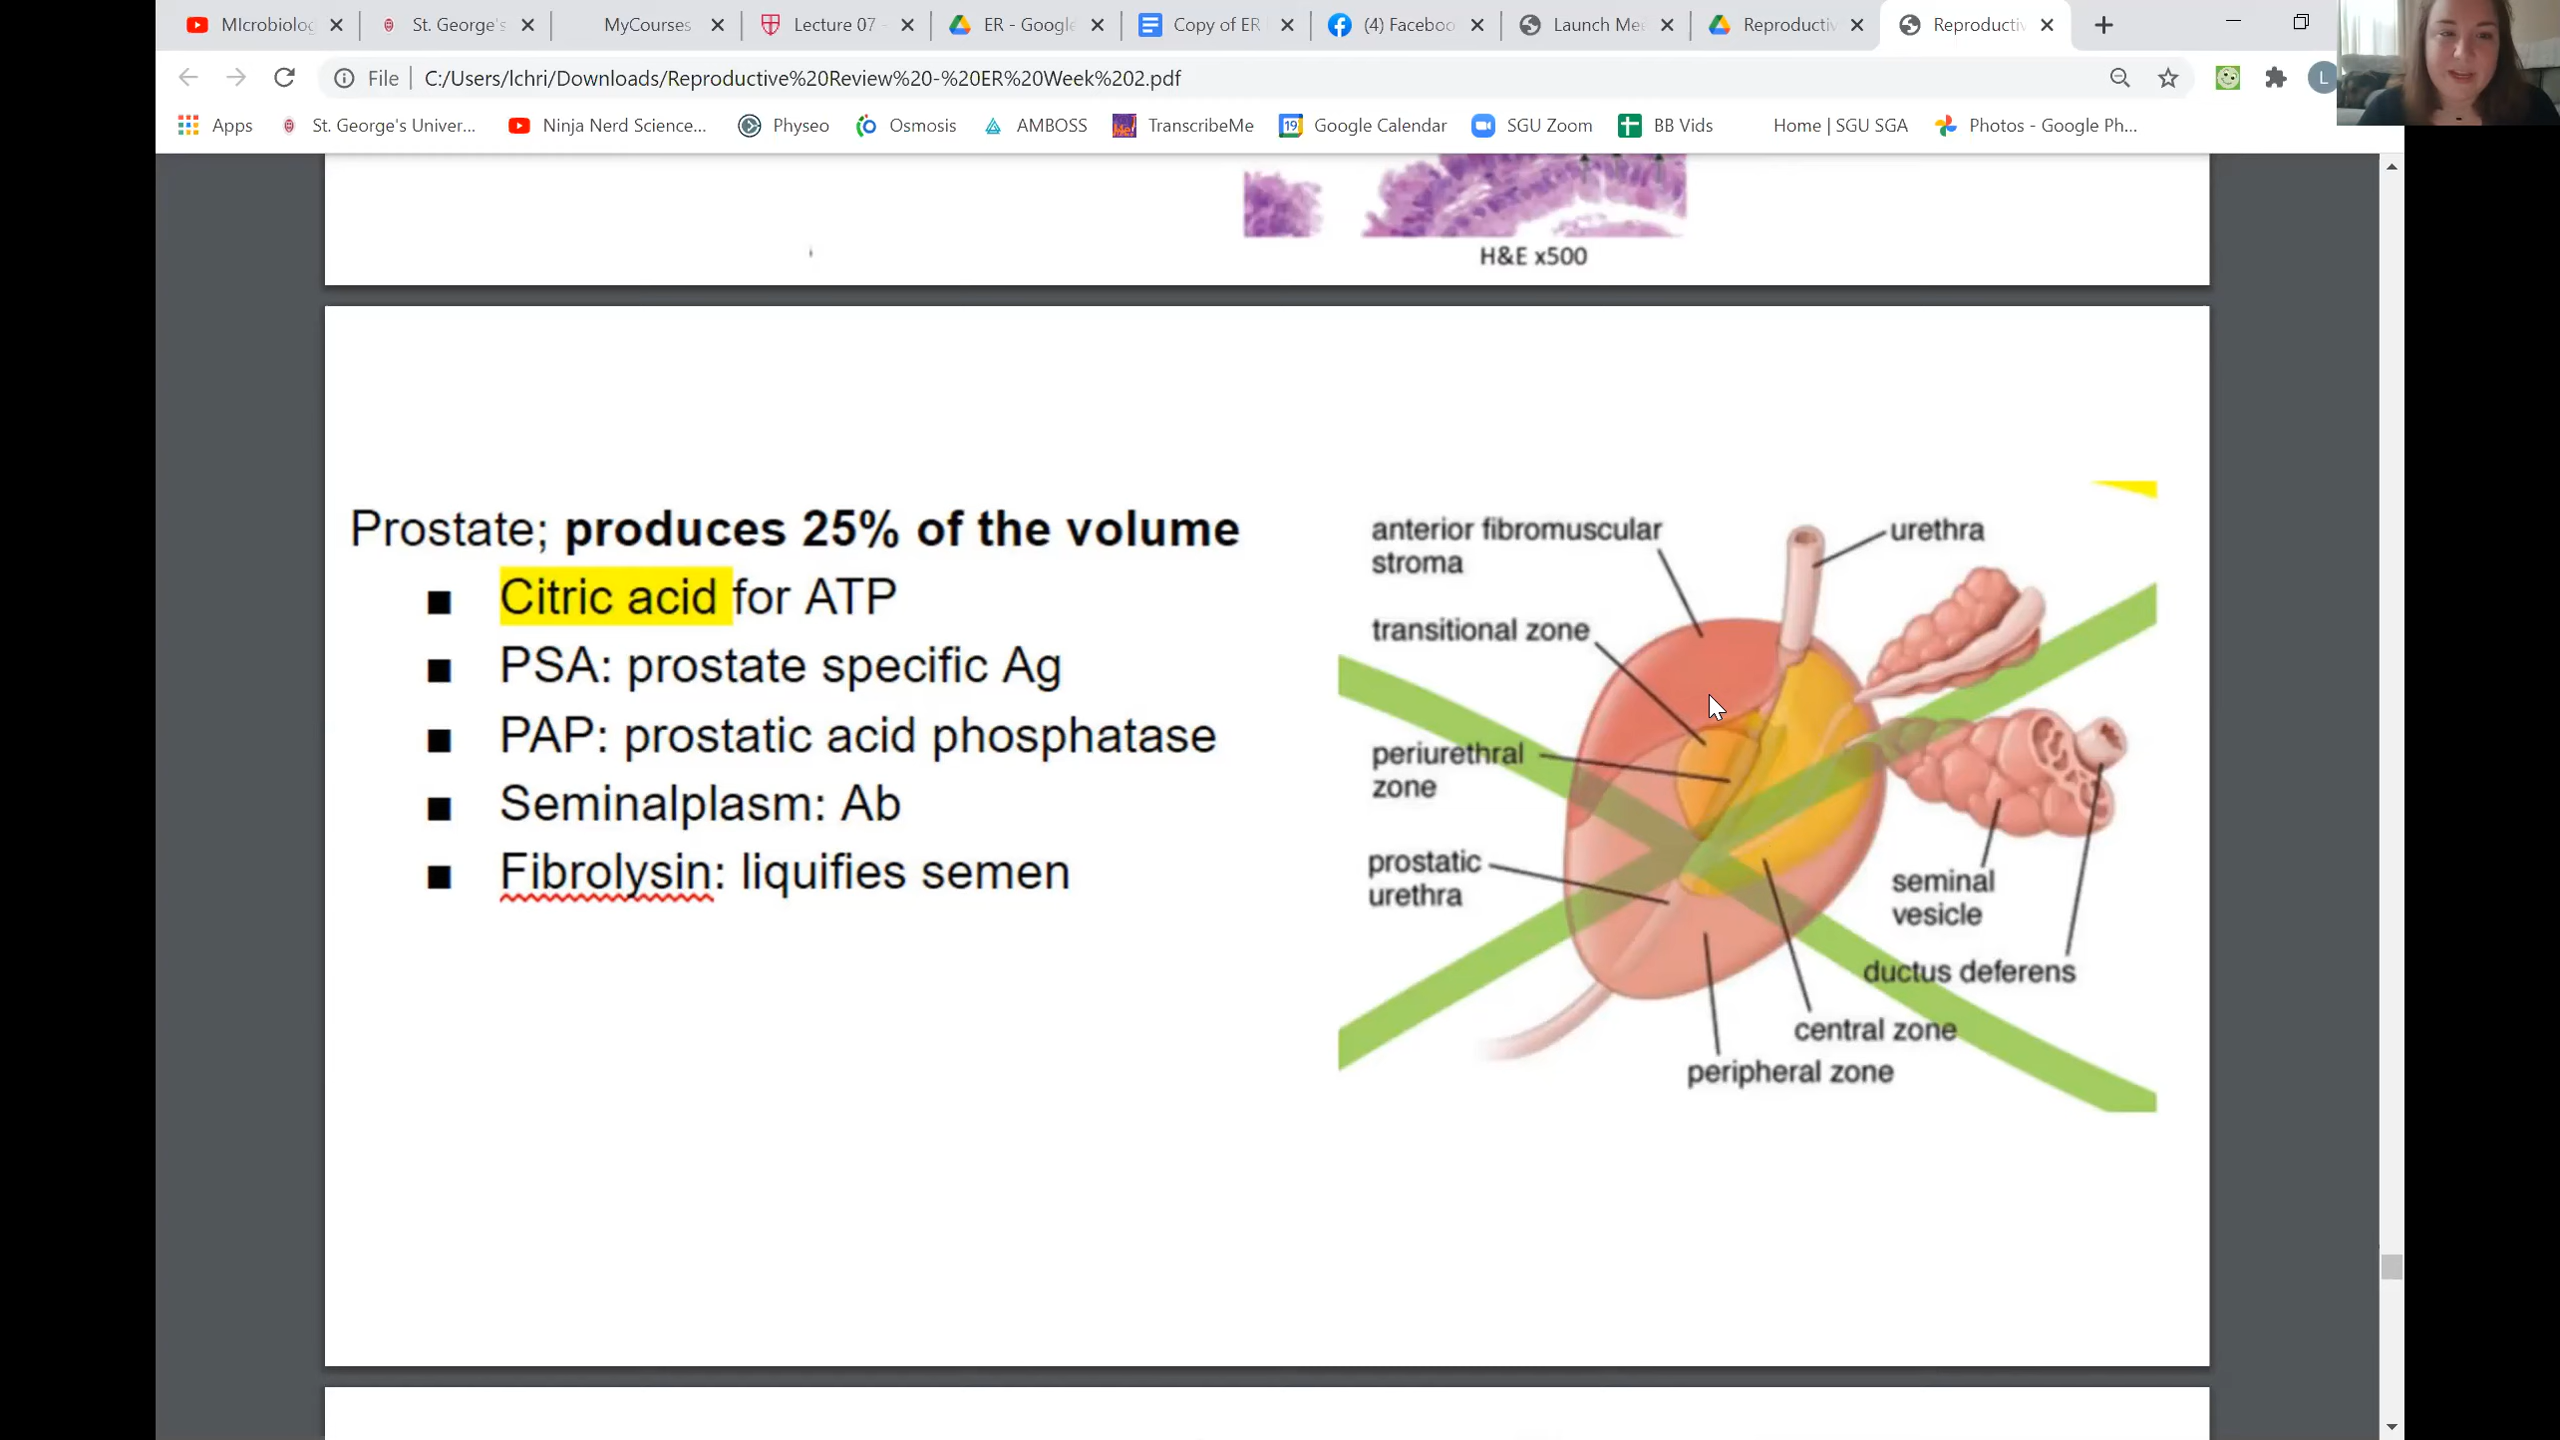 MIcrobiolog
St. George's
MyCourses
Lecture 07 -
ER - Google
Copy of ER
(4) Faceboo
Launch Mee
Reproductiv
Reproductiv
File
C:/Users/lchri/Downloads/Reproductive%20Review%20-%20ER%20Week%202.pdf
L
Apps
St. George's Univer...
Ninja Nerd Science...
Physeo
Osmosis
AMBOSS
TranscribeMe
19
Google Calendar
SGU Zoom
BB Vids
Home | SGU SGA
Photos - Google Ph...
H&E x500
Prostate; produces 25% of the volume
■ Citric acid for ATP
■ PSA: prostate specific Ag
■ PAP: prostatic acid phosphatase
■ Seminalplasm: Ab
■ Fibrolysin: liquifies semen
anterior fibromuscular
stroma
urethra
transitional zone
periurethral
zone
prostatic
urethra
seminal
vesicle
ductus deferens
central zone
peripheral zone